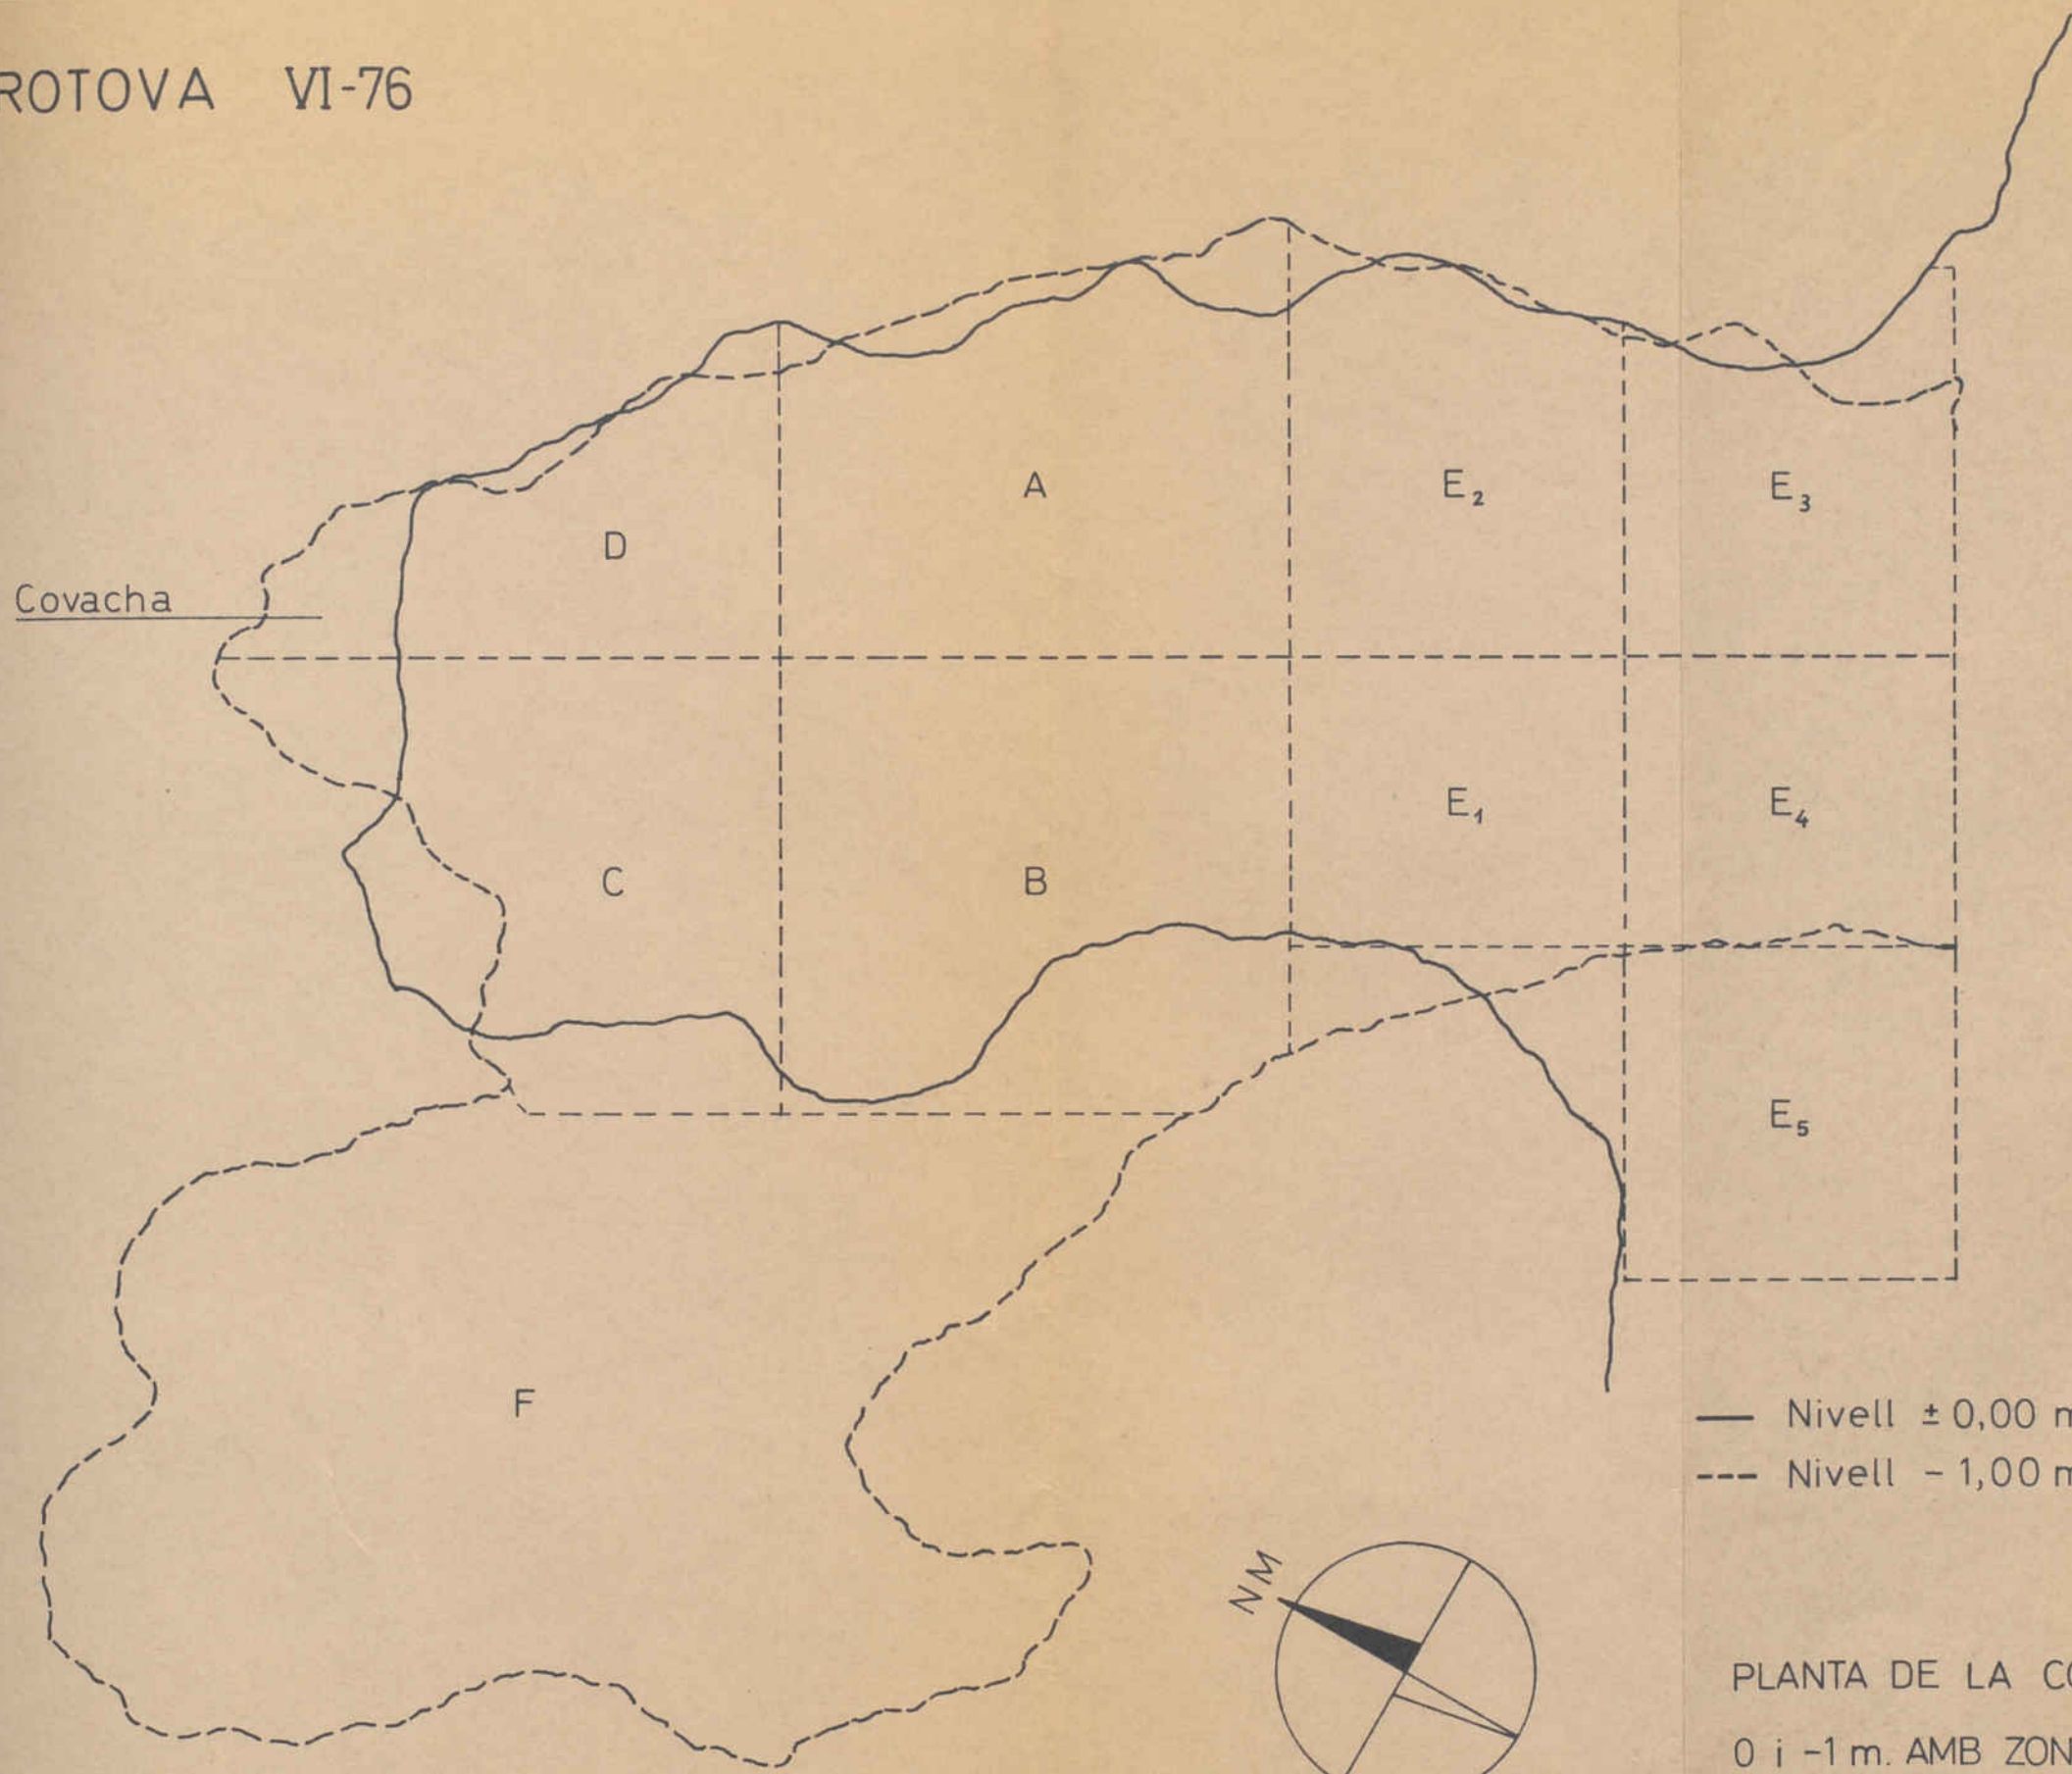 ROTOVA VI-76
A
E₂
E₃
D
Covacha
E₁
E₄
C
B
E₅
F
— Nivell ± 0,00 m
--- Nivell - 1,00 m
NM
PLANTA DE LA
0 i -1 m. AMB